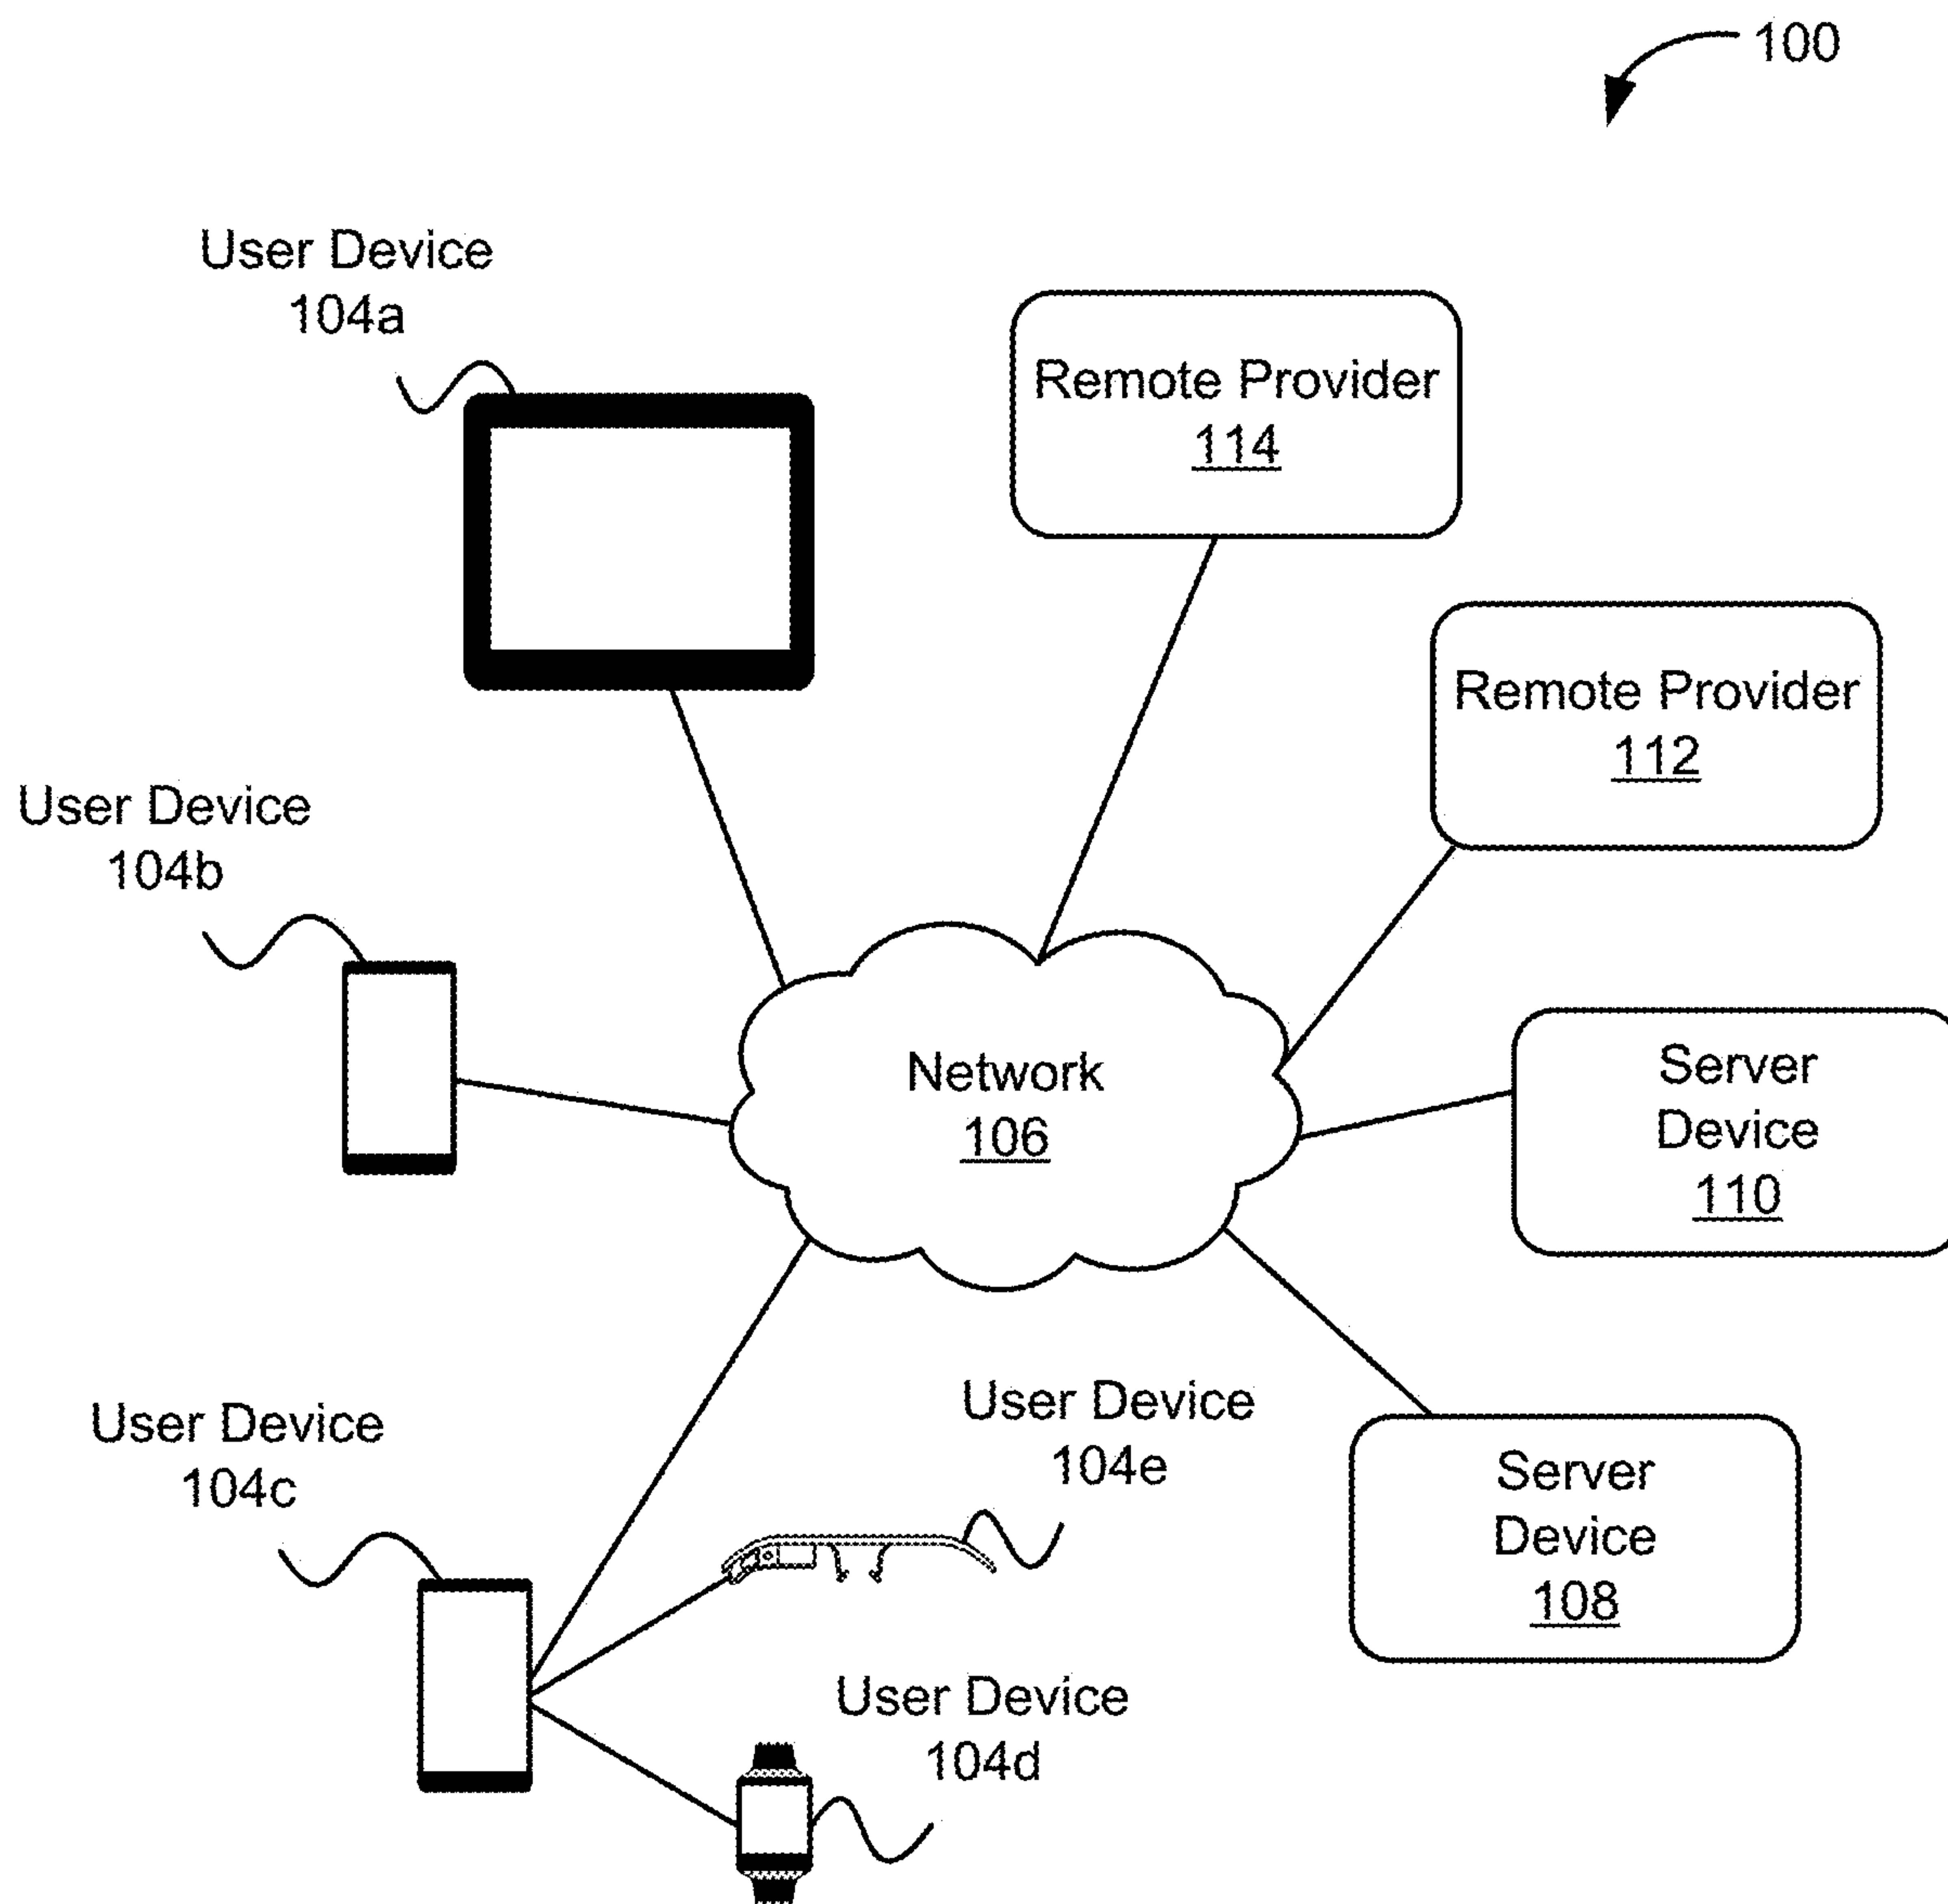 100
User Device
104a
Remote Provider
114
Remote Provider
112
User Device
104b
Network
106
Server
Device
110
User Device
104c
User Device
104e
Server
Device
108
User Device
104d